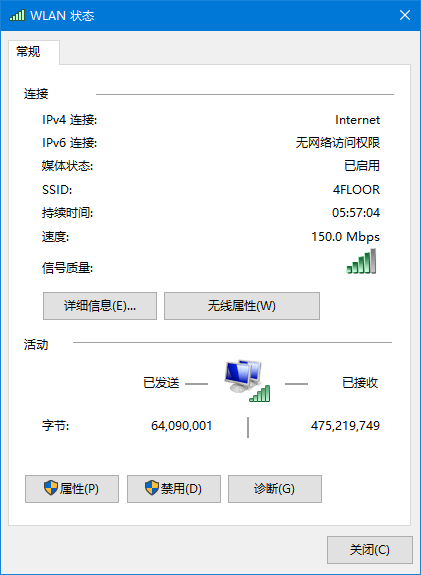 WLAN 状态
常规
连接
IPv4 连接: Internet
IPv6 连接: 无网络访问权限
媒体状态: 已启用
SSID: 4FLOOR
持续时间: 05:57:04
速度: 150.0 Mbps
信号质量:
详细信息(E)... 无线属性(W)
活动
已发送 已接收
字节: 64,090,001 475,219,749
属性(P) 禁用(D) 诊断(G)
关闭(C)